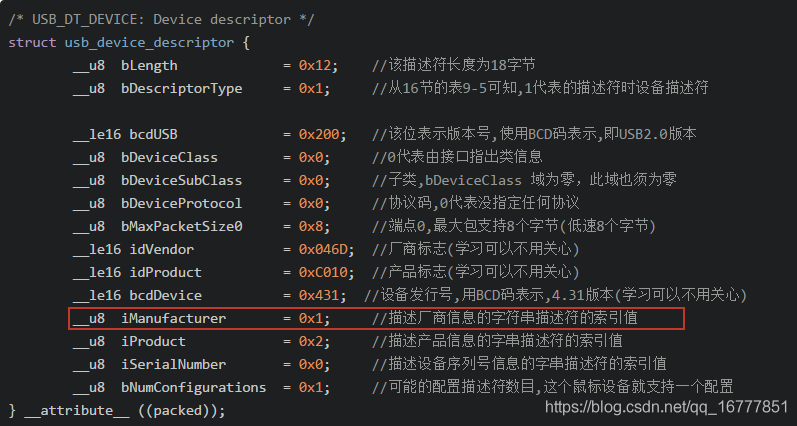 /* USB_DT_DEVICE: Device descriptor */
struct usb_device_descriptor {
__u8 bLength = 0x12; //该描述符长度为18字节
__u8 bDescriptorType = 0x1; //从16节的表9-5可知,1代表的描述符时设备描述符
__le16 bcdUSB = 0x200; //该位表示版本号,使用BCD码表示,即USB2.0版本
__u8 bDeviceClass = 0x0; //0代表由接口指出类信息
__u8 bDeviceSubClass = 0x0; //子类,bDeviceClass 域为零，此域也须为零
__u8 bDeviceProtocol = 0x0; //协议码,0代表没指定任何协议
__u8 bMaxPacketSize0 = 0x8; //端点0,最大包支持8个字节(低速8个字节)
__le16 idVendor = 0x046D; //厂商标志(学习可以不用关心)
__le16 idProduct = 0xC010; //产品标志(学习可以不用关心)
__le16 bcdDevice = 0x431; //设备发行号,用BCD码表示,4.31版本(学习可以不用关心)
__u8 iManufacturer = 0x1; //描述厂商信息的字符串描述符的索引值
__u8 iProduct = 0x2; //描述产品信息的字串描述符的索引值
__u8 iSerialNumber = 0x0; //描述设备序列号信息的字串描述符的索引值
__u8 bNumConfigurations = 0x1; //可能的配置描述符数目,这个鼠标设备就支持一个配置
} __attribute__ ((packed));
https://blog.csdn.net/qq_16777851